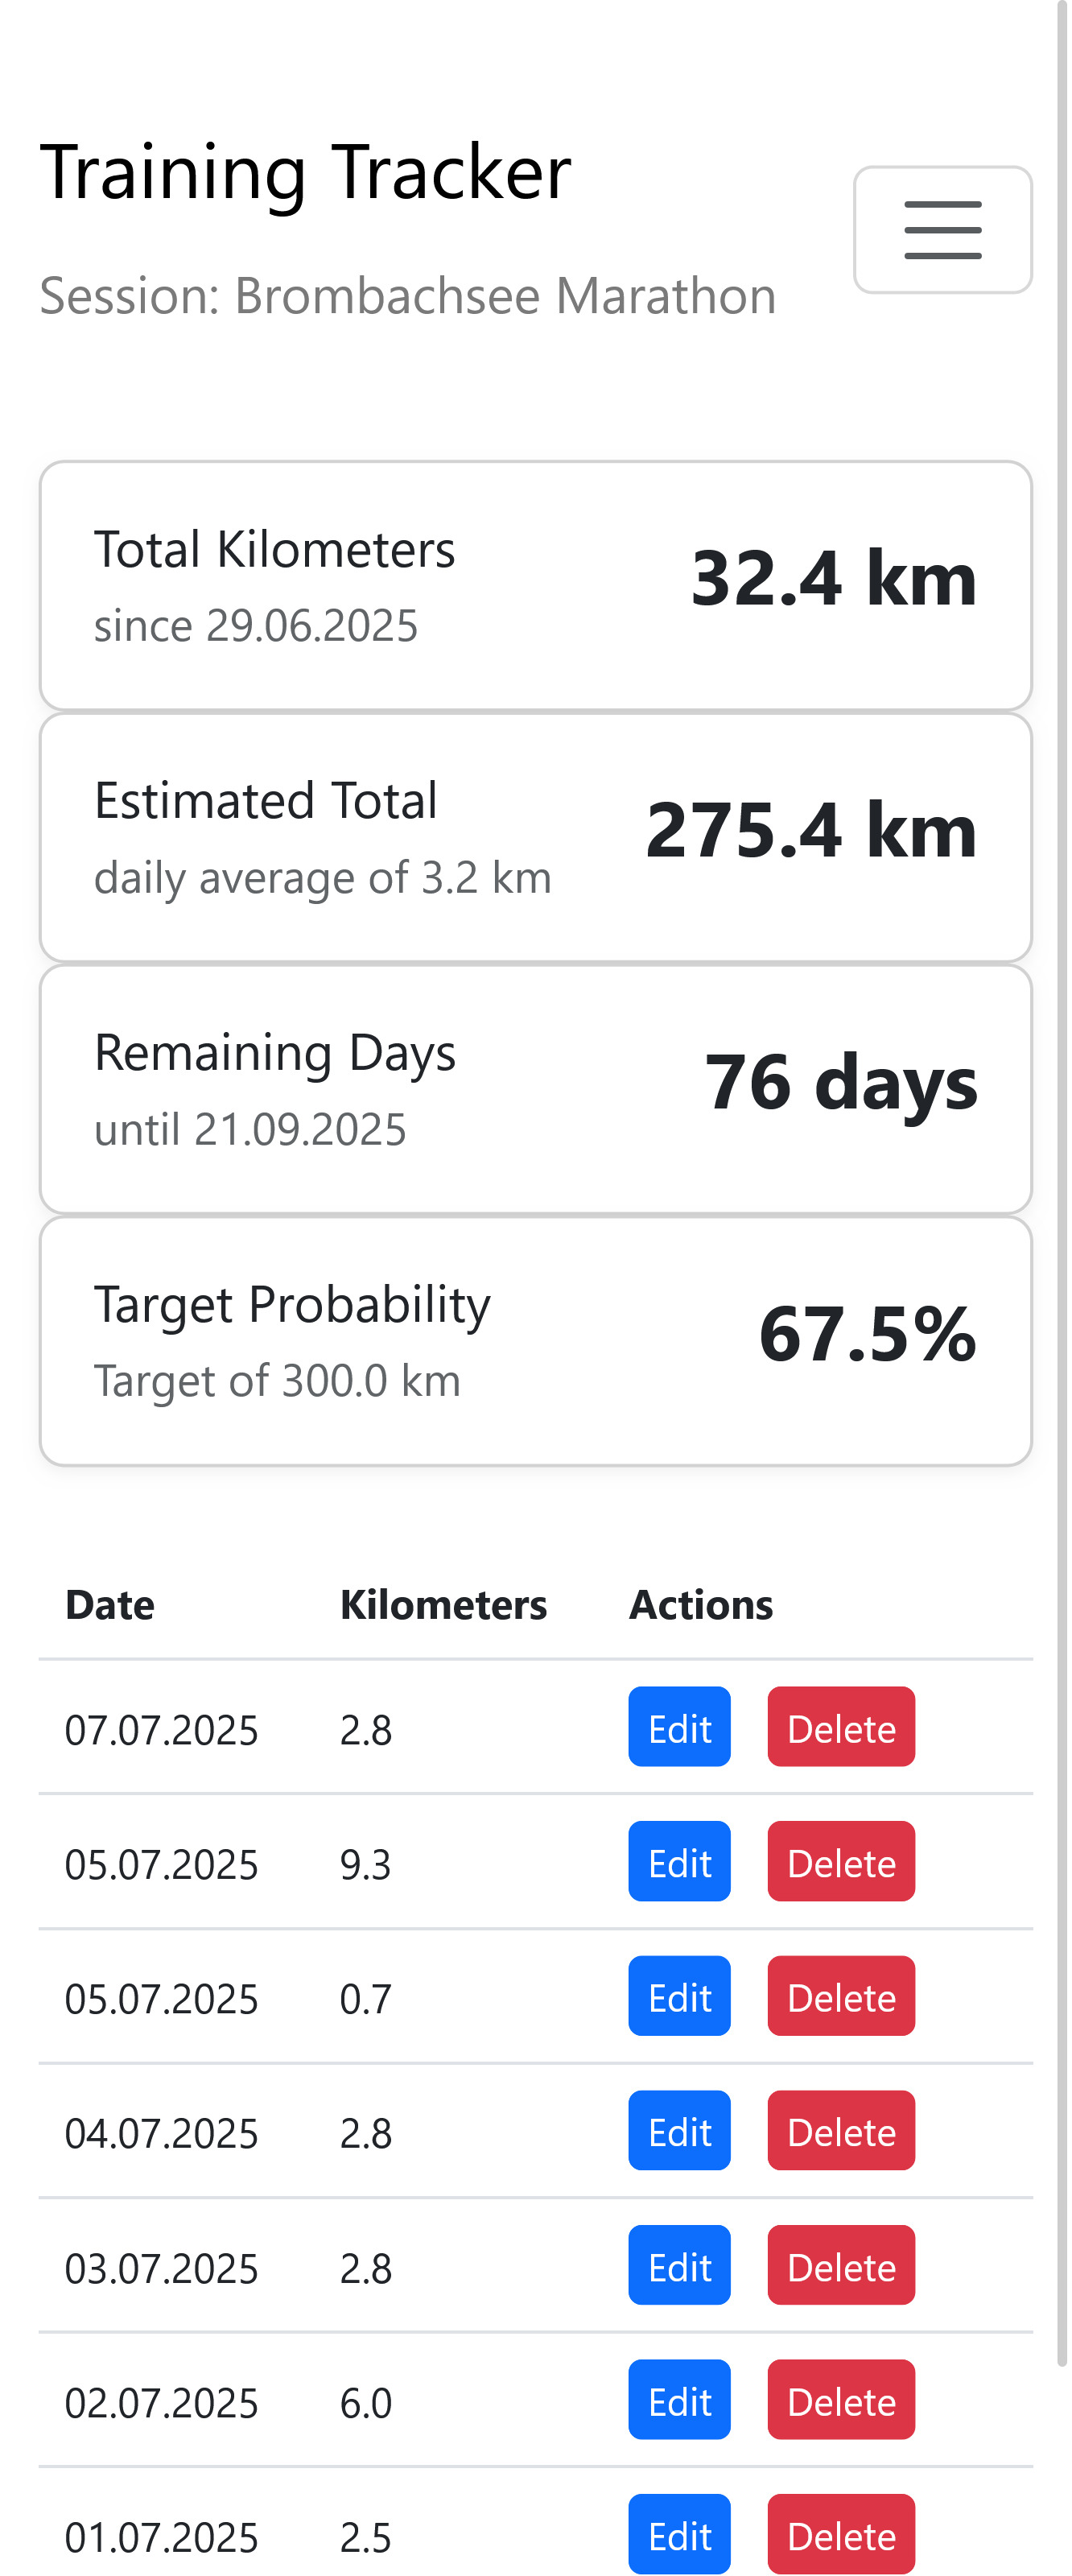 Training Tracker
Session: Brombachsee Marathon
Total Kilometers
since 29.06.2025
32.4 km
Estimated Total
daily average of 3.2 km
275.4 km
Remaining Days
until 21.09.2025
76 days
Target Probability
Target of 300.0 km
67.5%
Date Kilometers Actions
07.07.2025 2.8 Edit Delete
05.07.2025 9.3 Edit Delete
05.07.2025 0.7 Edit Delete
04.07.2025 2.8 Edit Delete
03.07.2025 2.8 Edit Delete
02.07.2025 6.0 Edit Delete
01.07.2025 2.5 Edit Delete